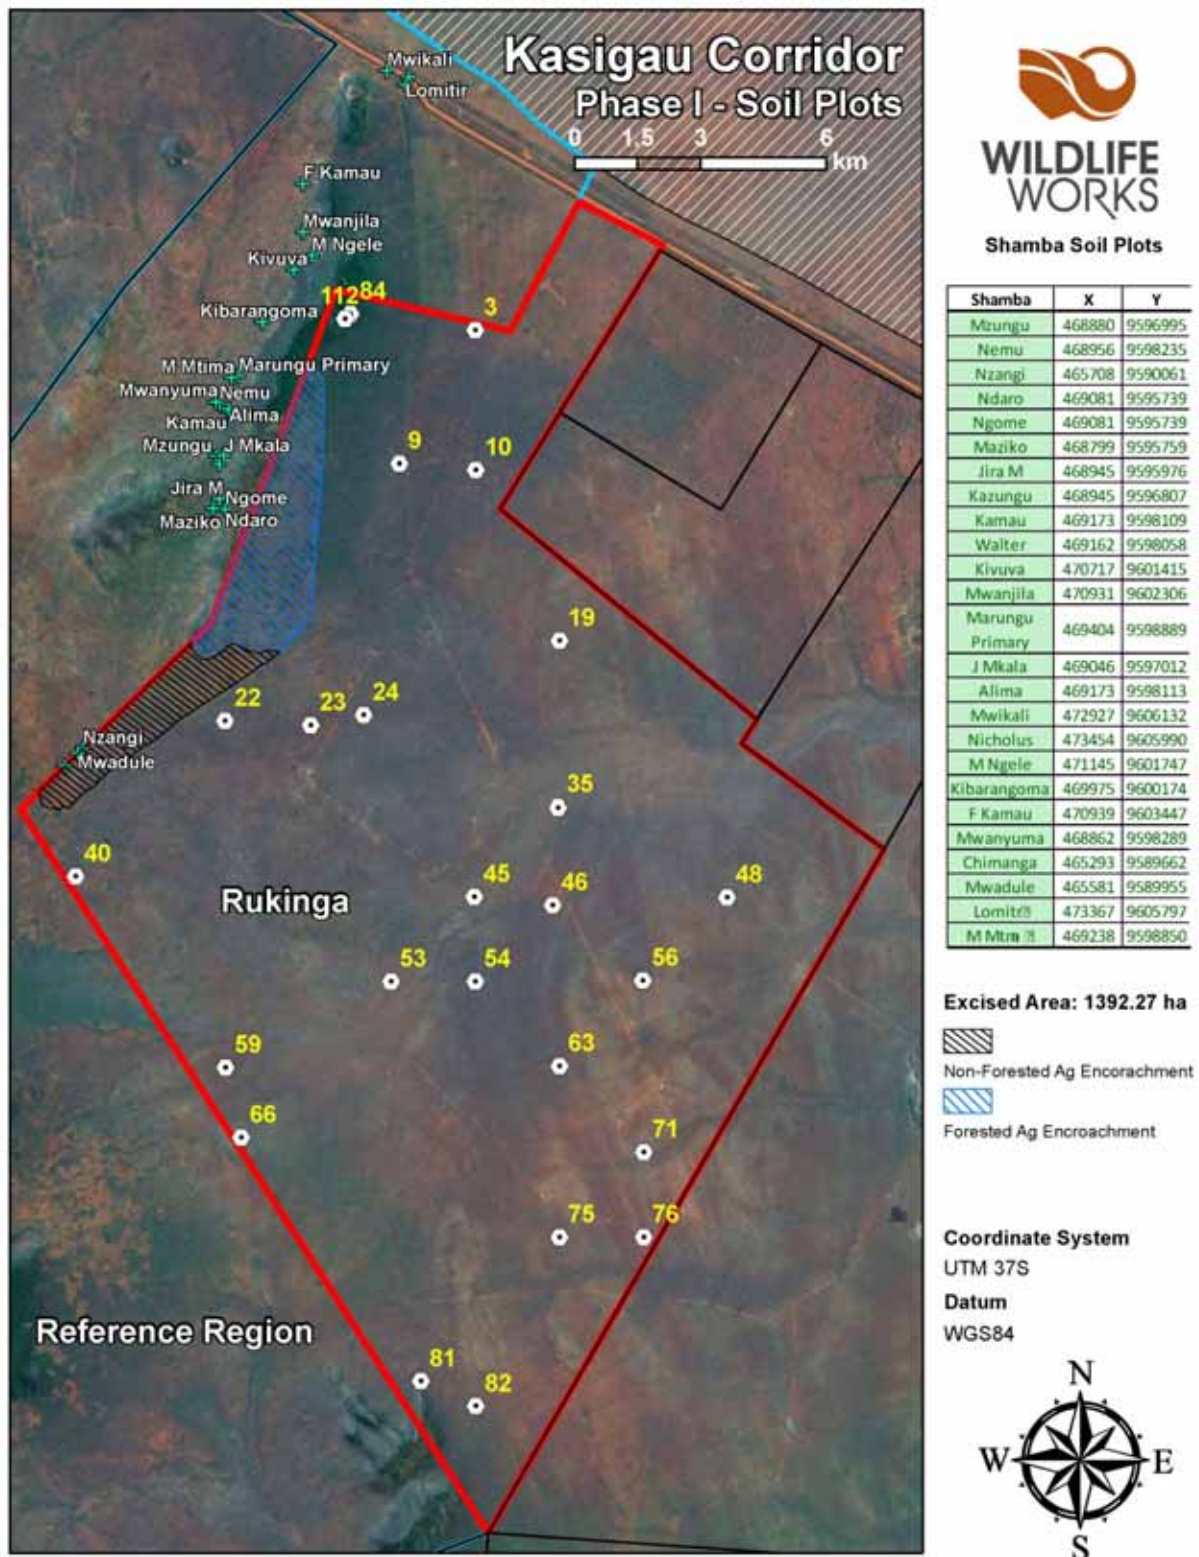 Kasigau Corridor
Phase I - Soil Plots
0 1.5 3 6
km
Mwikali
Lomitir
F Kamau
Mwanjila
M Ngele
Kivuva
112 84
3
Kibarangoma
M Mtima Marungu Primary
Mwanyuma Nemu
Alima
Kamau
Mzungu J Mkala
9
10
Jira M
Ngome
Maziko Ndaro
19
22
23
24
Nzangi
Mwadule
35
40
45
46
48
Rukinga
53
54
56
59
63
66
71
75
76
Reference Region
81
82
WILDLIFE
WORKS
Shamba Soil Plots
Shamba X Y
Mzungu 468880 9596995
Nemu 468956 9598235
Nzangi 465708 9590061
Ndaro 469081 9595739
Ngome 469081 9595739
Maziko 468799 9595759
Jira M 468945 9595976
Kazungu 468945 9596807
Kamau 469173 9598109
Walter 469162 9598058
Kivuva 470717 9601415
Mwanjila 470931 9602306
Marungu
Primary 469404 9598889
J Mkala 469046 9597012
Alima 469173 9598113
Mwikali 472927 9606132
Nicholus 473454 9605990
M Ngele 471145 9601747
Kibarangoma 469975 9600174
F Kamau 470939 9603447
Mwanyuma 468862 9598289
Chimanga 465293 9589662
Mwadule 465581 9589955
473367 9605797
469238 9598850
Excised Area: 1392.27 ha
Non-Forested Ag Encorachment
Forested Ag Encroachment
Coordinate System
UTM 37S
Datum
WGS84
N
W E
S